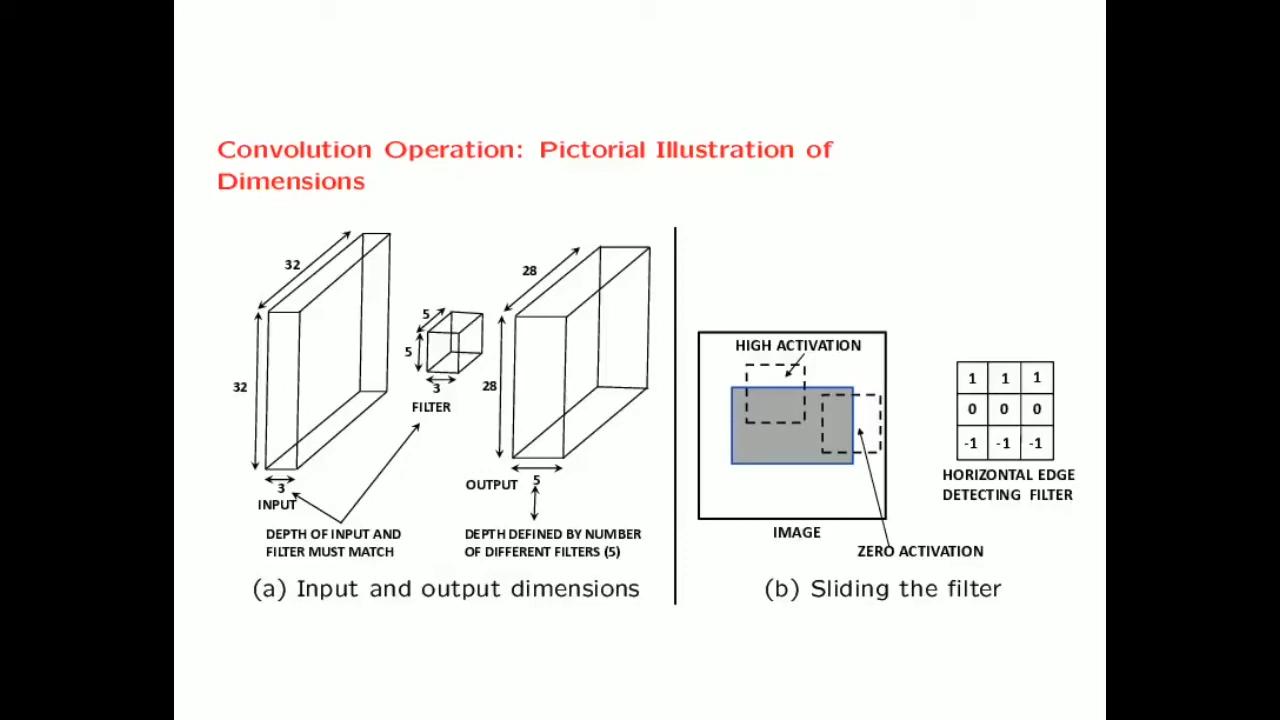 Convolution Operation: Pictorial Illustration of
Dimensions
32
32
3
INPUT
5
5
3
FILTER
28
28
OUTPUT 5
DEPTH OF INPUT AND
FILTER MUST MATCH
DEPTH DEFINED BY NUMBER
OF DIFFERENT FILTERS (5)
(a) Input and output dimensions
HIGH ACTIVATION
IMAGE
ZERO ACTIVATION
1 1 1
0 0 0
-1 -1 -1
HORIZONTAL EDGE
DETECTING FILTER
(b) Sliding the filter